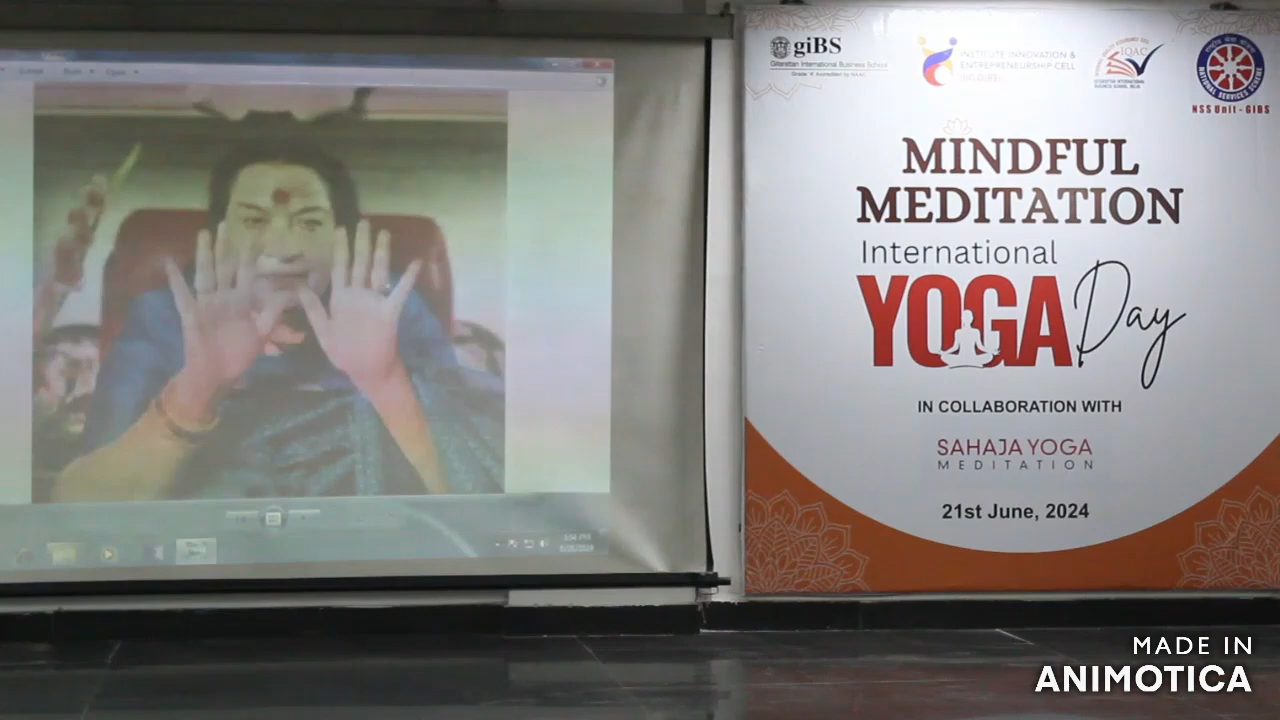 giBS
Gitarattan International Business School
INSTITUTE INNOVATION &
ENTREPRENEURSHIP CELL
IQAC
NSS Unit - GIBS
MINDFUL
MEDITATION
International
YOGA Day
IN COLLABORATION WITH
SAHAJA YOGA
MEDITATION
21st June, 2024
MADE IN
ANIMOTICA